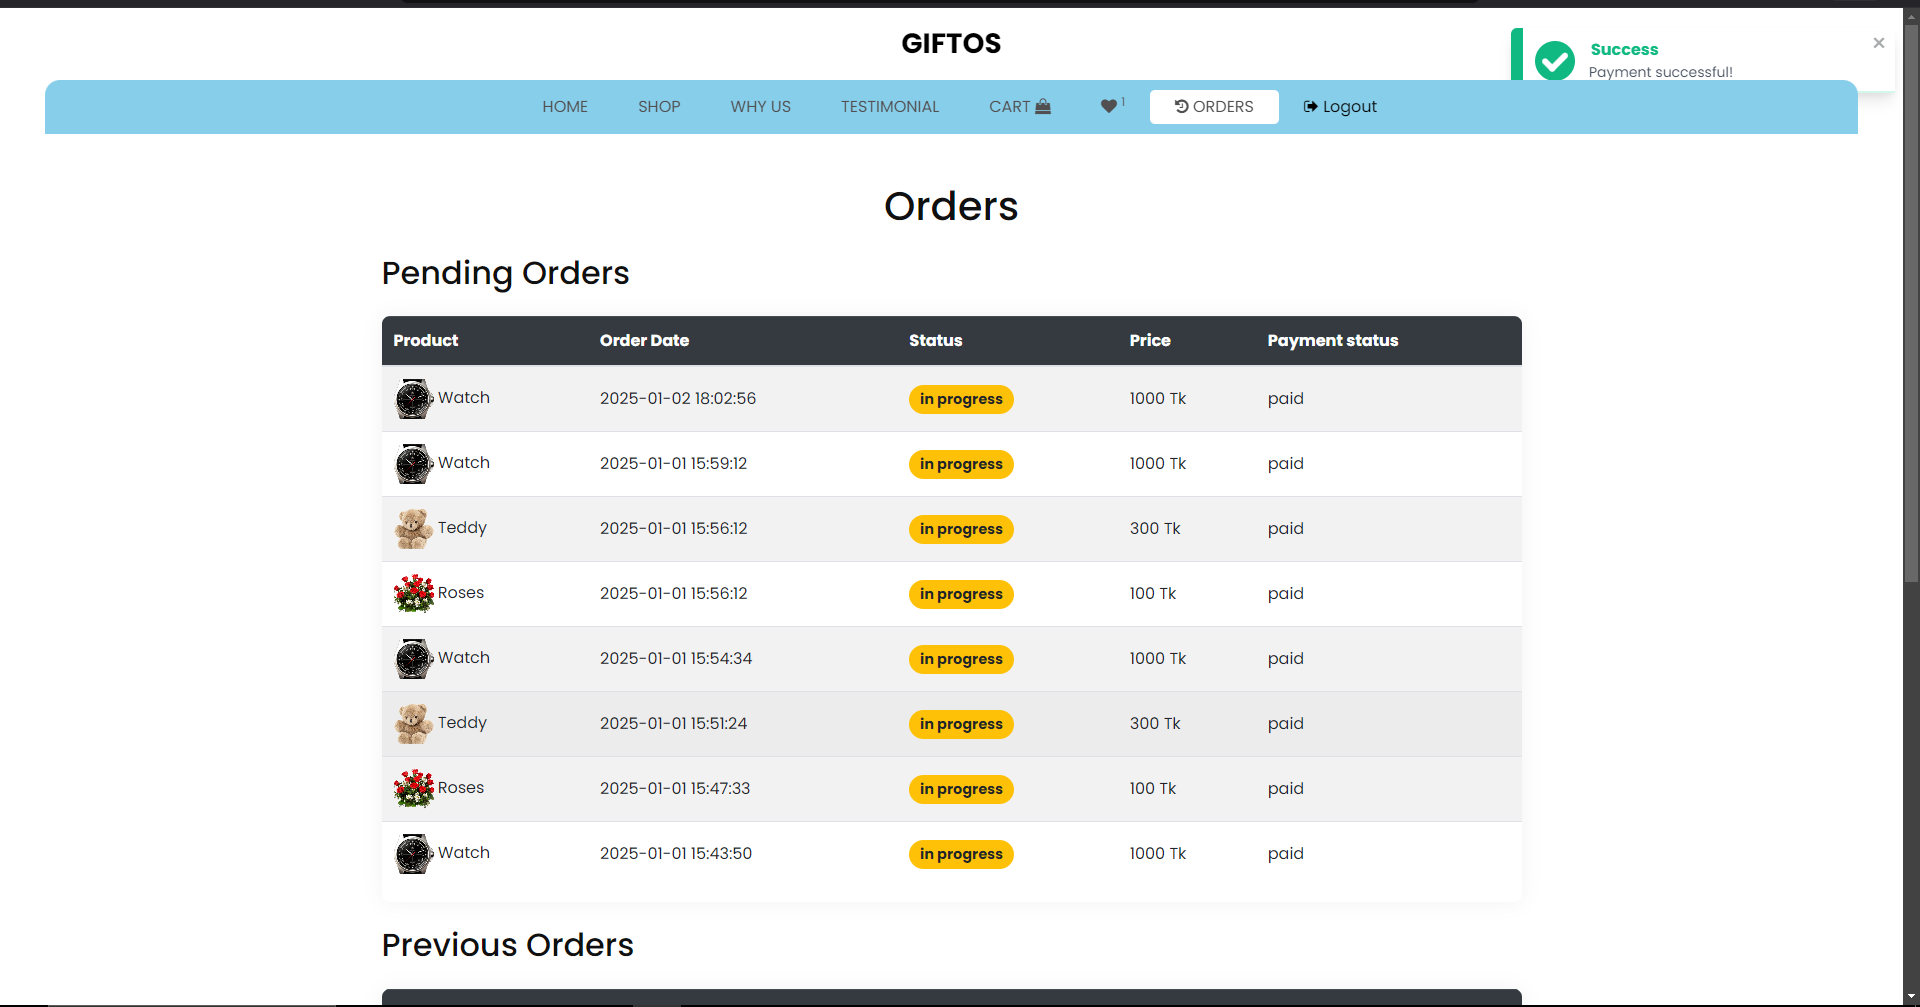 GIFTOS
Success
Payment successful!
HOME SHOP WHY US TESTIMONIAL CART 1 ORDERS Logout
Orders
Pending Orders
Product Order Date Status Price Payment status
Watch 2025-01-02 18:02:56 in progress 1000 Tk paid
Watch 2025-01-01 15:59:12 in progress 1000 Tk paid
Teddy 2025-01-01 15:56:12 in progress 300 Tk paid
Roses 2025-01-01 15:56:12 in progress 100 Tk paid
Watch 2025-01-01 15:54:34 in progress 1000 Tk paid
Teddy 2025-01-01 15:51:24 in progress 300 Tk paid
Roses 2025-01-01 15:47:33 in progress 100 Tk paid
Watch 2025-01-01 15:43:50 in progress 1000 Tk paid
Previous Orders